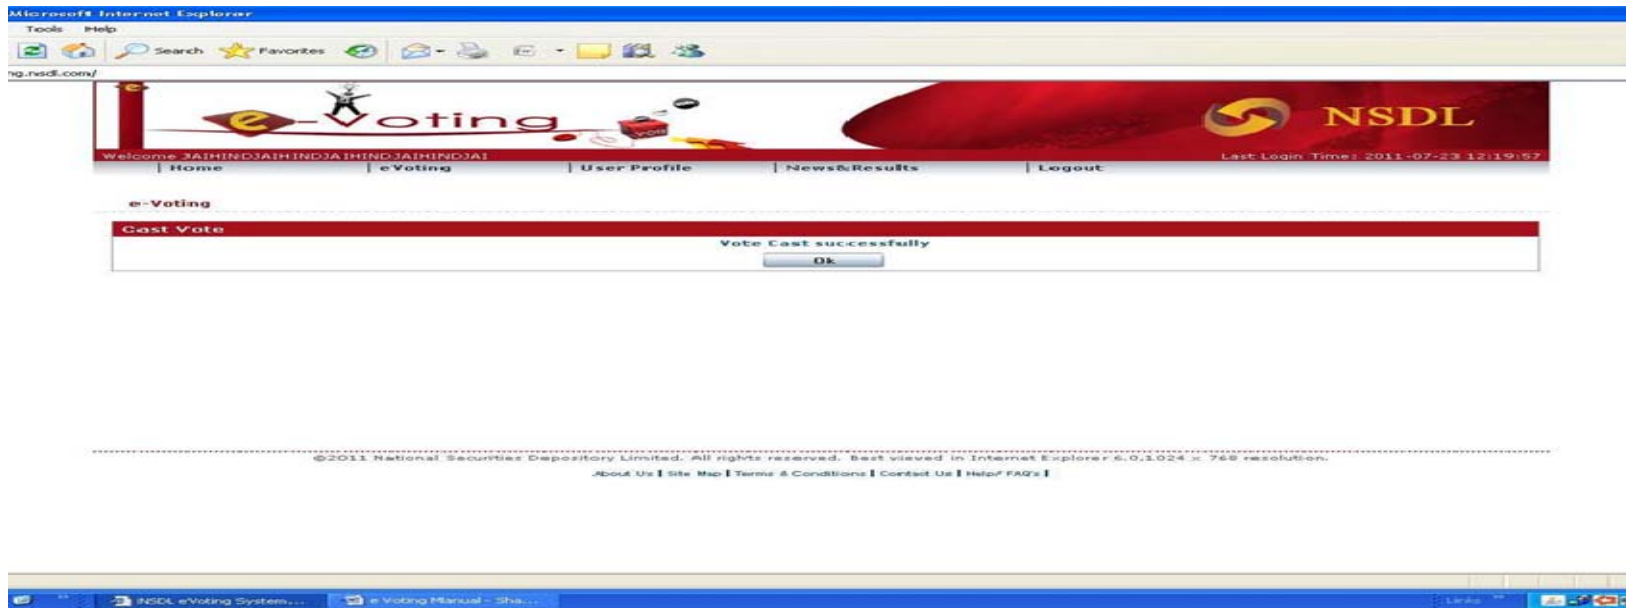 Microsoft Internet Explorer
Tools Help
Search Favorites
ng.nsdl.com/
e-Voting
NSDL
Welcome JAIHINDJAIHINDJAIHINDJAIHINDJAI Last Login Time: 2011-07-23 12:19:57
| Home | eVoting | User Profile | News&Results | Logout
e-Voting
Cast Vote
Vote Cast successfully
Ok
©2011 National Securities Depository Limited. All rights reserved. Best viewed in Internet Explorer 6.0,1024 x 768 resolution.
About Us | Site Map | Terms & Conditions | Contact Us | Help/ FAQ's |
NSDL eVoting System... e Voting Manual - Sha... Links